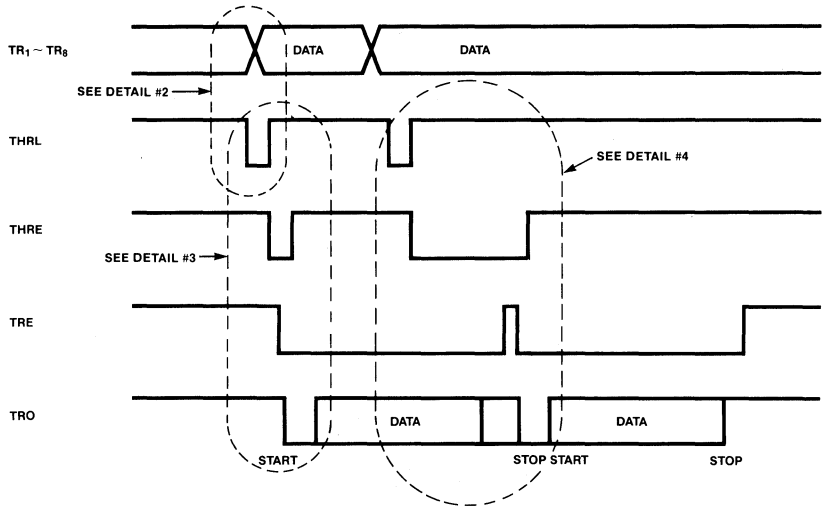 TR1 ~ TR8
DATA
DATA
SEE DETAIL #2
THRL
SEE DETAIL #4
THRE
SEE DETAIL #3
TRE
TRO
DATA
DATA
START
STOP START
STOP